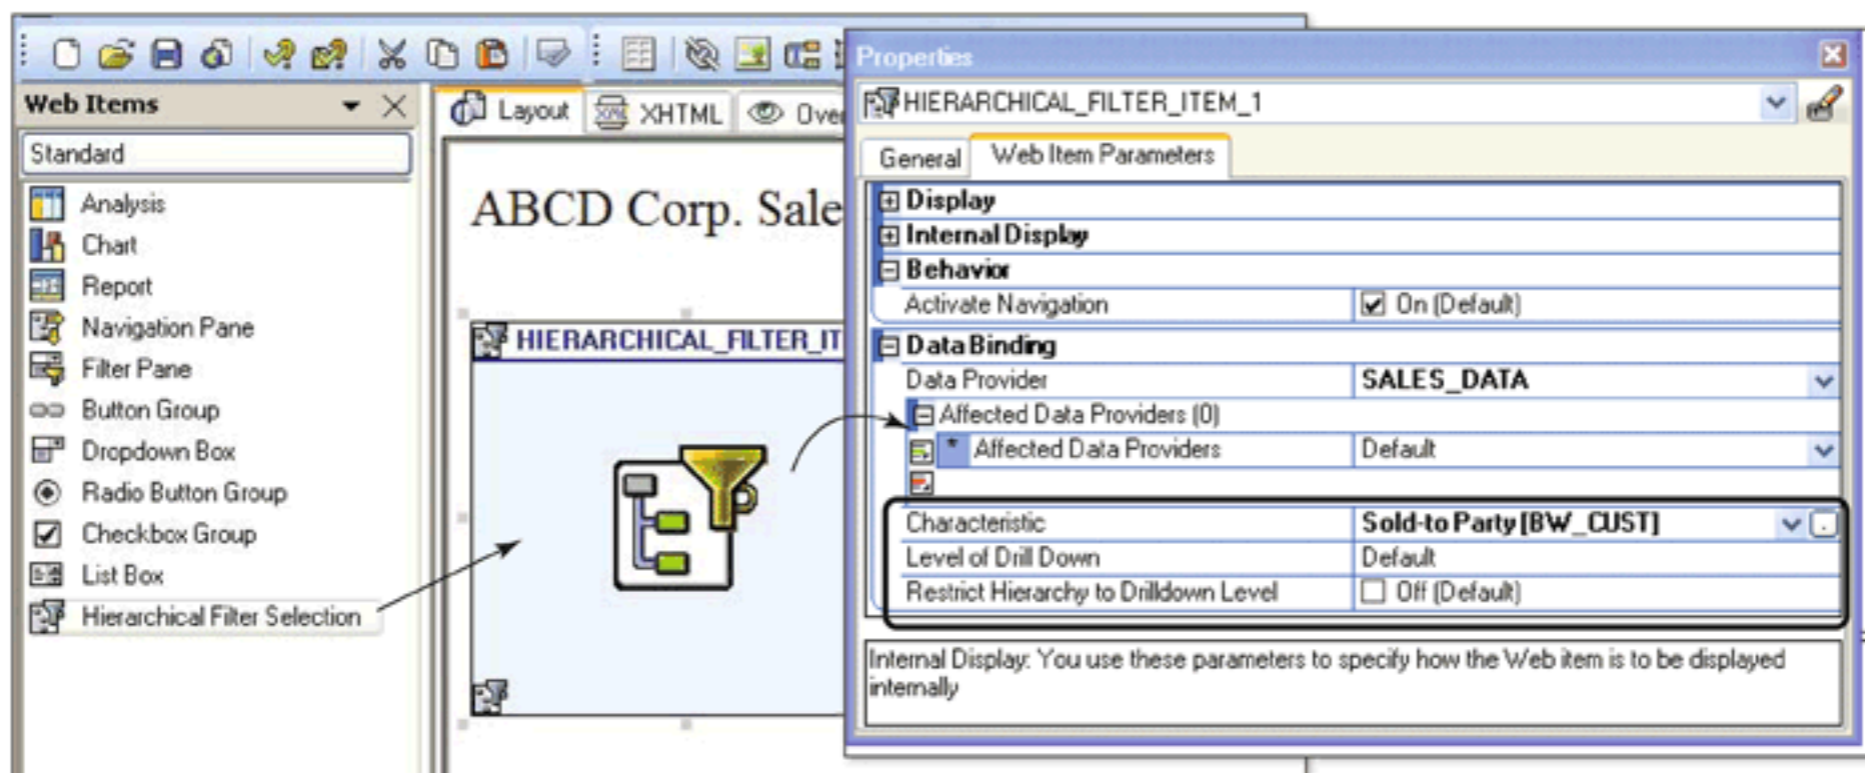 Web Items
Standard
Analysis
Chart
Report
Navigation Pane
Filter Pane
Button Group
Dropdown Box
Radio Button Group
Checkbox Group
List Box
Hierarchical Filter Selection
Layout XHTML Over
ABCD Corp. Sale
HIERARCHICAL_FILTER_IT
Properties
HIERARCHICAL_FILTER_ITEM_1
General Web Item Parameters
Display
Internal Display
Behavior
Activate Navigation On (Default)
Data Binding
Data Provider SALES_DATA
Affected Data Providers (0)
* Affected Data Providers Default
Characteristic Sold-to Party [BW_CUST]
Level of Drill Down Default
Restrict Hierarchy to Drilldown Level Off (Default)
Internal Display: You use these parameters to specify how the Web item is to be displayed
internally